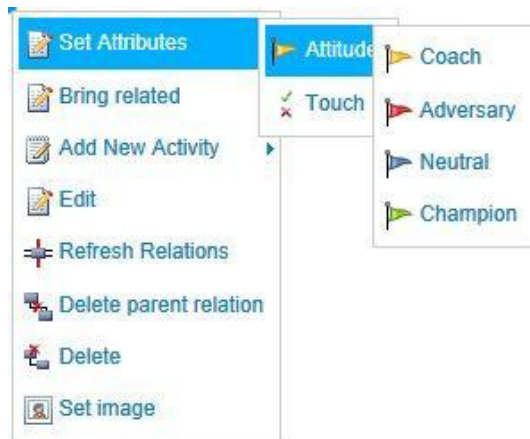 Set Attributes
Bring related
Add New Activity
Edit
Refresh Relations
Delete parent relation
Delete
Set image
Attitude
Touch
Coach
Adversary
Neutral
Champion